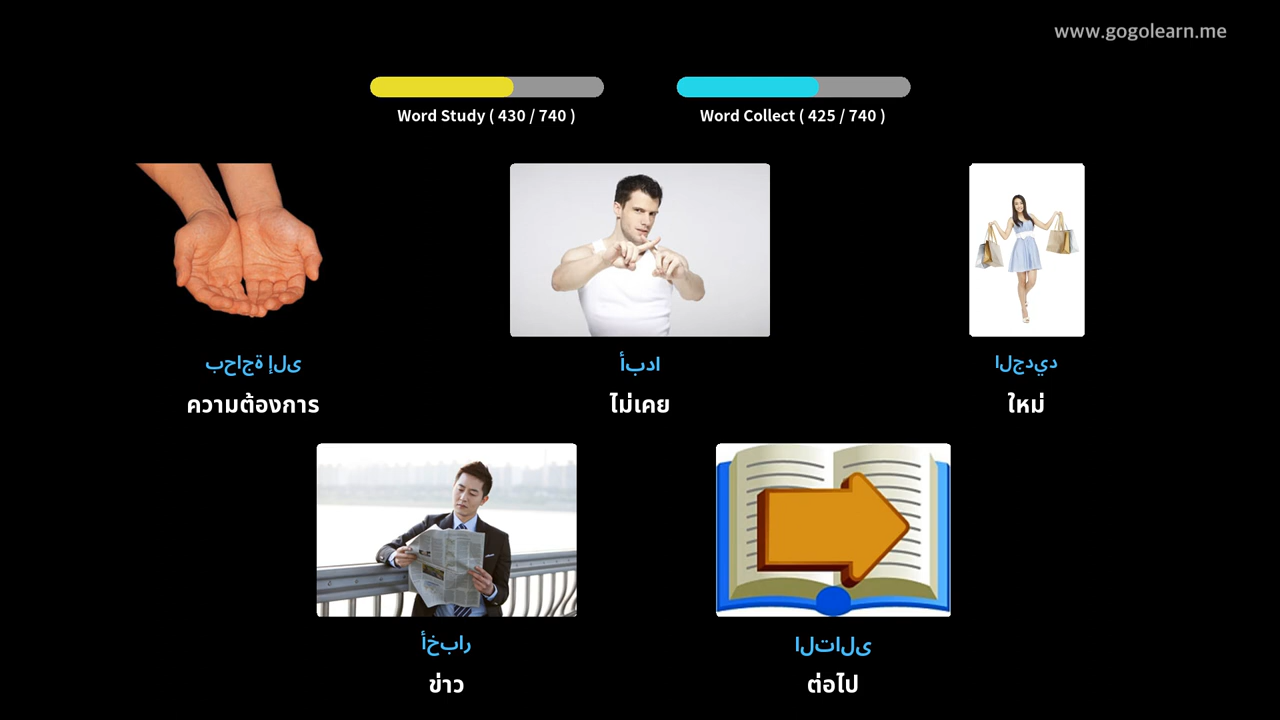 www.gogolearn.me
Word Study ( 430 / 740 )
Word Collect ( 425 / 740 )
بحاجة إلى
ความต้องการ
أبدا
ไม่เคย
الجديد
ใหม่
أخبار
ข่าว
التالى
ต่อไป